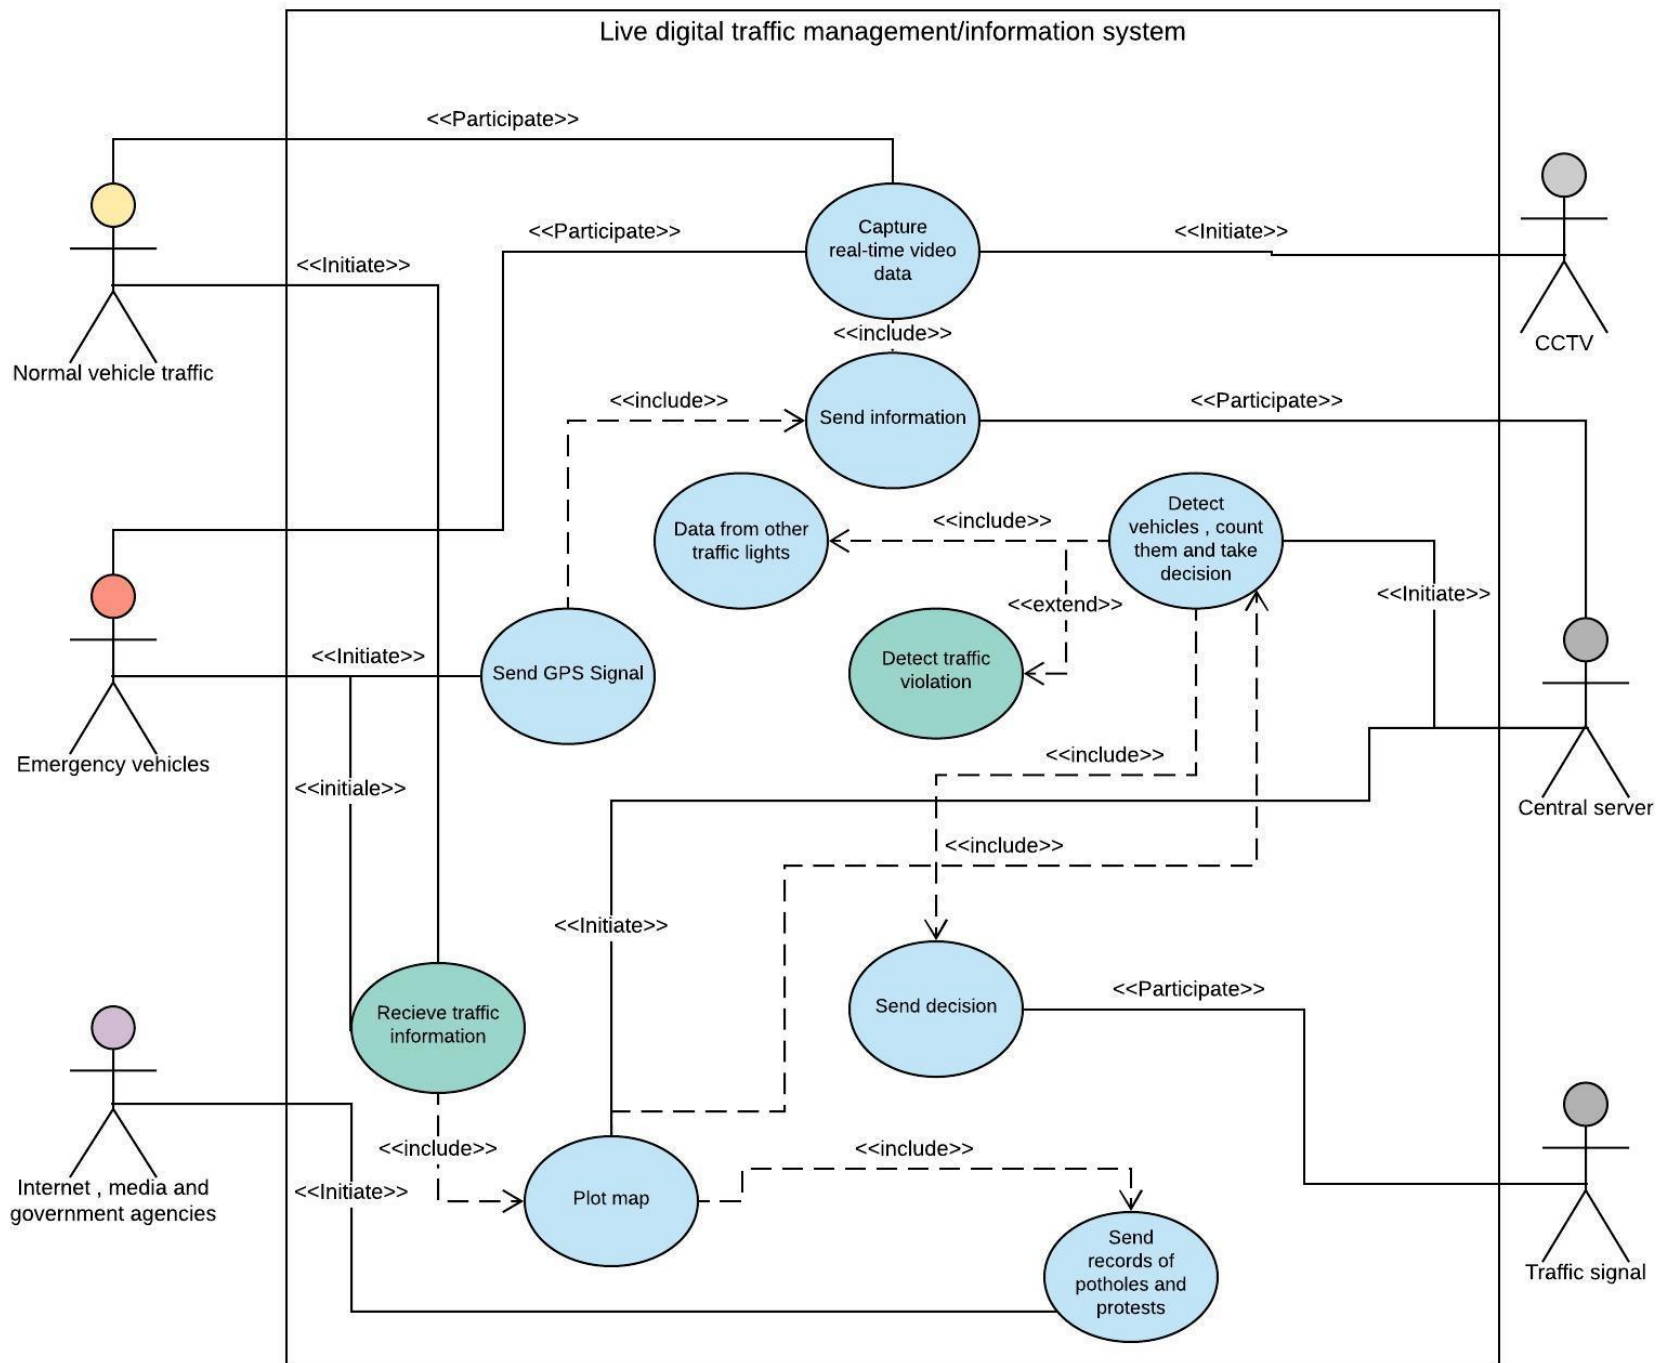 Live digital traffic management/information system
<<Participate>>
<<Participate>>
<<Initiate>>
Capture
real-time video
data
<<Initiate>>
<<include>>
CCTV
Normal vehicle traffic
<<include>>
Send information
<<Participate>>
Data from other
traffic lights
<<include>>
Detect
vehicles , count
them and take
decision
<<extend>>
<<Initiate>>
<<Initiate>>
Send GPS Signal
Detect traffic
violation
Emergency vehicles
<<initiale>>
<<include>>
Central server
<<include>>
<<Initiate>>
Recieve traffic
information
Send decision
<<Participate>>
<<include>>
<<include>>
Internet , media and
government agencies
<<Initiate>>
Plot map
Send
records of
potholes and
protests
Traffic signal